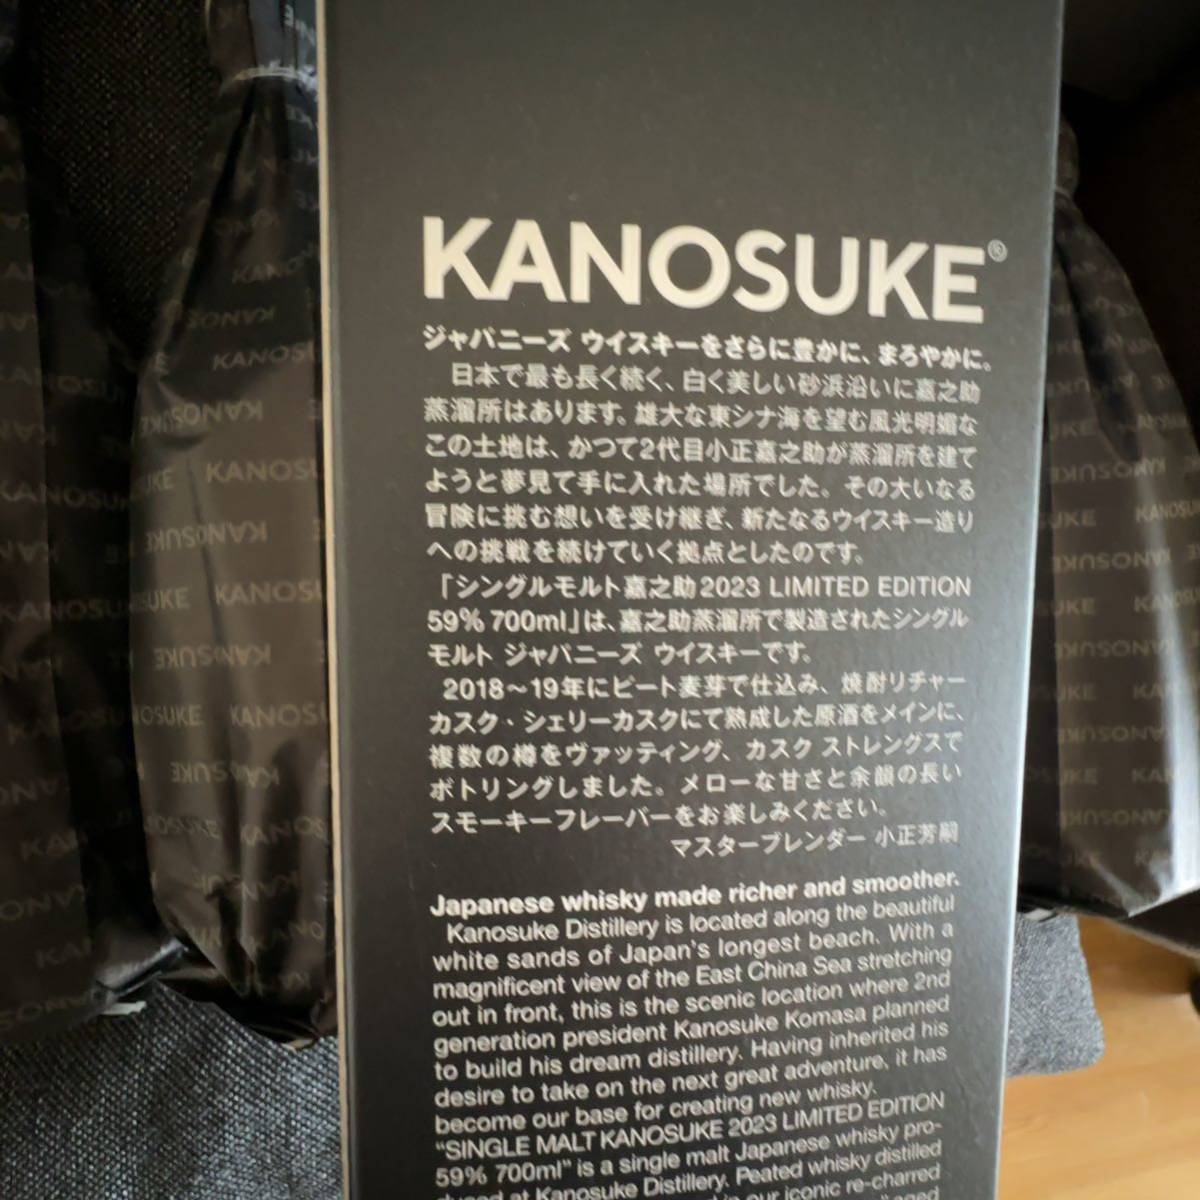 KANOSUKE®
ジャパニーズ ウイスキーをさらに豊かに、まろやかに。
日本で最も長く続く、白く美しい砂浜沿いに嘉之助
蒸溜所はあります。雄大な東シナ海を望む風光明媚な
この土地は、かつて2代目小正嘉之助が蒸溜所を建て
ようと夢見て手に入れた場所でした。その大いなる
冒険に挑む想いを受け継ぎ、新たなるウイスキー造り
への挑戦を続けていく拠点としたのです。
「シングルモルト嘉之助2023 LIMITED EDITION
59% 700ml」は、嘉之助蒸溜所で製造されたシングル
モルト ジャパニーズ ウイスキーです。
2018～19年にピート麦芽で仕込み、焼酎リチャー
カスク・シェリーカスクにて熟成した原酒をメインに、
複数の樽をヴァッティング、カスク ストレングスで
ボトリングしました。メローな甘さと余韻の長い
スモーキーフレーバーをお楽しみください。
マスターブレンダー 小正芳嗣
Japanese whisky made richer and smoother.
Kanosuke Distillery is located along the beautiful
white sands of Japan's longest beach. With a
magnificent view of the East China Sea stretching
out in front, this is the scenic location where 2nd
generation president Kanosuke Komasa planned
to build his dream distillery. Having inherited his
desire to take on the next great adventure, it has
become our base for creating new whisky.
"SINGLE MALT KANOSUKE 2023 LIMITED EDITION
59% 700ml" is a single malt Japanese whisky pro-
duced at Kanosuke Distillery. Peated whisky distilled
in our iconic re-charred